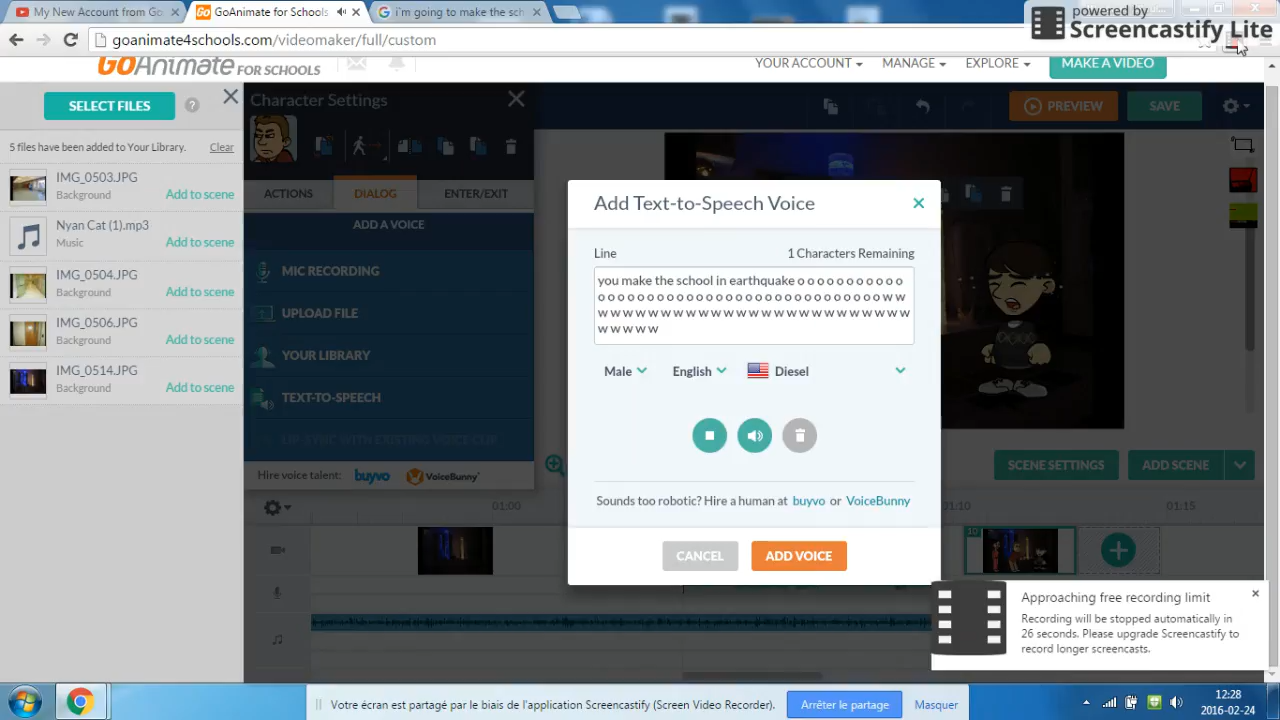 My New Account from Go
GoAnimate for Schools
i'm going to make the sch
powered by
Screencastify Lite
goanimate4schools.com/videomaker/full/custom
GOANIMATE FOR SCHOOLS
YOUR ACCOUNT
MANAGE
EXPLORE
MAKE A VIDEO
SELECT FILES
?
Character Settings
PREVIEW
SAVE
5 files have been added to Your Library.
Clear
IMG_0503.JPG
Background
Add to scene
Nyan Cat (1).mp3
Music
Add to scene
IMG_0504.JPG
Background
Add to scene
IMG_0506.JPG
Background
Add to scene
IMG_0514.JPG
Background
Add to scene
ACTIONS
DIALOG
ENTER/EXIT
ADD A VOICE
MIC RECORDING
UPLOAD FILE
YOUR LIBRARY
TEXT-TO-SPEECH
LIP-SYNC WITH EXISTING VOICE CLIP
Hire voice talent:
buyvo
VoiceBunny
Add Text-to-Speech Voice
Line
1 Characters Remaining
you make the school in earthquake o o o o o o o o o o o
o o o o o o o o o o o o o o o o o o o o o o o o o o o o o w w
w w w w w w w w w w w w w w w w w w w w w w w w w
w w w w w
Male
English
Diesel
Sounds too robotic? Hire a human at buyvo or VoiceBunny
CANCEL
ADD VOICE
SCENE SETTINGS
ADD SCENE
01:00
01:10
01:15
10
Approaching free recording limit
Recording will be stopped automatically in
26 seconds. Please upgrade Screencastify to
record longer screencasts.
Votre écran est partagé par le biais de l'application Screencastify (Screen Video Recorder).
Arrêter le partage
Masquer
12:28
2016-02-24